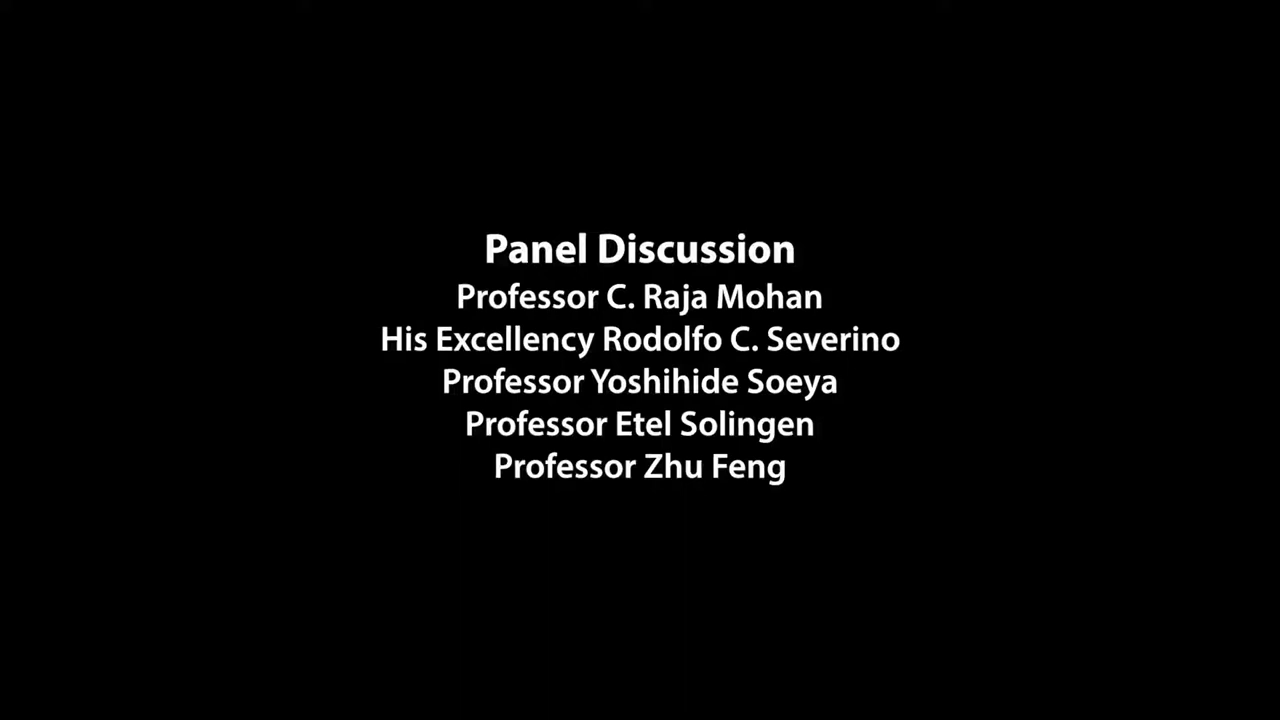 Panel Discussion
Professor C. Raja Mohan
His Excellency Rodolfo C. Severino
Professor Yoshihide Soeya
Professor Etel Solingen
Professor Zhu Feng